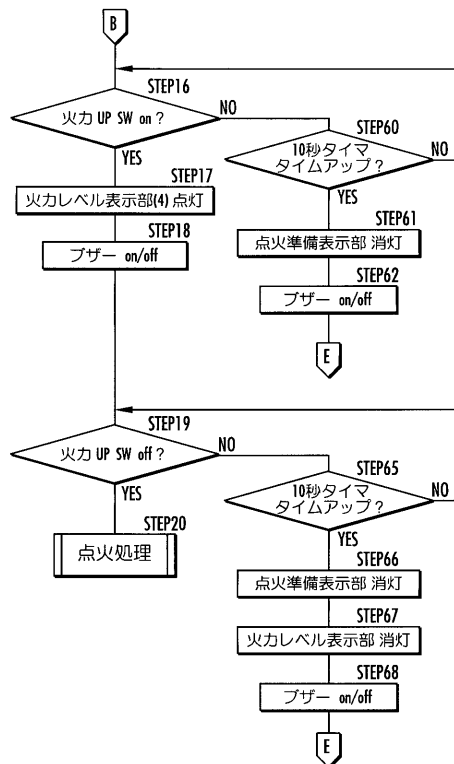 B
STEP16
火力 UP SW on ?
NO
YES
STEP60
10秒タイマ
タイムアップ ?
NO
YES
STEP17
火力レベル表示部(4) 点灯
STEP18
ブザー on/off
STEP61
点火準備表示部 消灯
STEP62
ブザー on/off
E
STEP19
火力 UP SW off ?
NO
YES
STEP65
10秒タイマ
タイムアップ ?
NO
YES
STEP20
点火処理
STEP66
点火準備表示部 消灯
STEP67
火力レベル表示部 消灯
STEP68
ブザー on/off
E